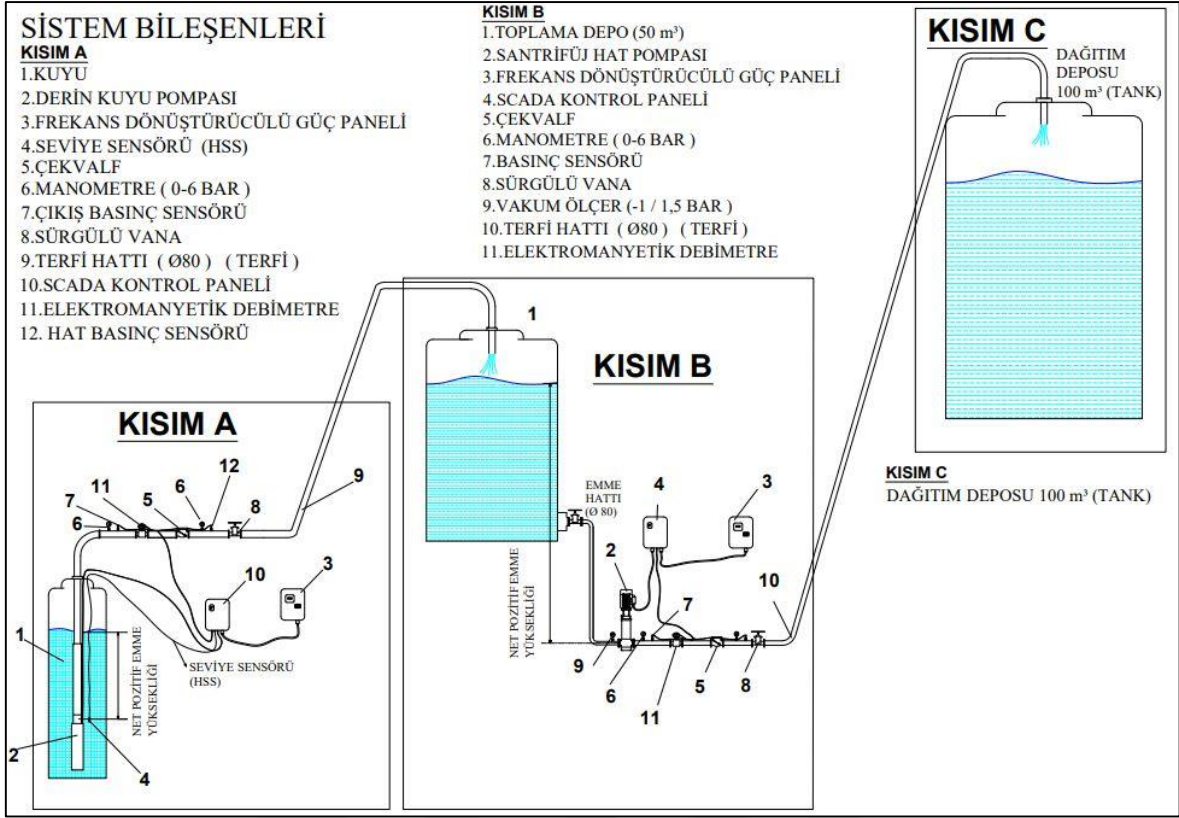 SİSTEM BİLEŞENLERİ
KISIM A
1.KUYU
2.DERİN KUYU POMPASI
3.FREKANS DÖNÜŞTÜRÜCÜLÜ GÜÇ PANELİ
4.SEVİYE SENSÖRÜ (HSS)
5.ÇEKVALF
6.MANOMETRE ( 0-6 BAR )
7.ÇIKIŞ BASINÇ SENSÖRÜ
8.SÜRGÜLÜ VANA
9.TERFİ HATTI ( Ø80 ) ( TERFİ )
10.SCADA KONTROL PANELİ
11.ELEKTROMANYETİK DEBİMETRE
12. HAT BASINÇ SENSÖRÜ
KISIM B
1.TOPLAMA DEPO (50 m³)
2.SANTRİFÜJ HAT POMPASI
3.FREKANS DÖNÜŞTÜRÜCÜLÜ GÜÇ PANELİ
4.SCADA KONTROL PANELİ
5.ÇEKVALF
6.MANOMETRE ( 0-6 BAR )
7.BASINÇ SENSÖRÜ
8.SÜRGÜLÜ VANA
9.VAKUM ÖLÇER (-1 / 1,5 BAR )
10.TERFİ HATTI ( Ø80 ) ( TERFİ )
11.ELEKTROMANYETİK DEBİMETRE
KISIM C
DAĞITIM
DEPOSU
100 m³ (TANK)
KISIM A
12
11
6
7
5
6
8
9
10
3
1
SEVİYE SENSÖRÜ
(HSS)
NET POZİTİF EMME
YÜKSEKLİĞİ
2
4
1
KISIM B
EMME
HATTI
(Ø 80)
4
3
2
7
10
NET POZİTİF EMME
YÜKSEKLİĞİ
9
6
11
5
8
KISIM C
DAĞITIM DEPOSU 100 m³ (TANK)